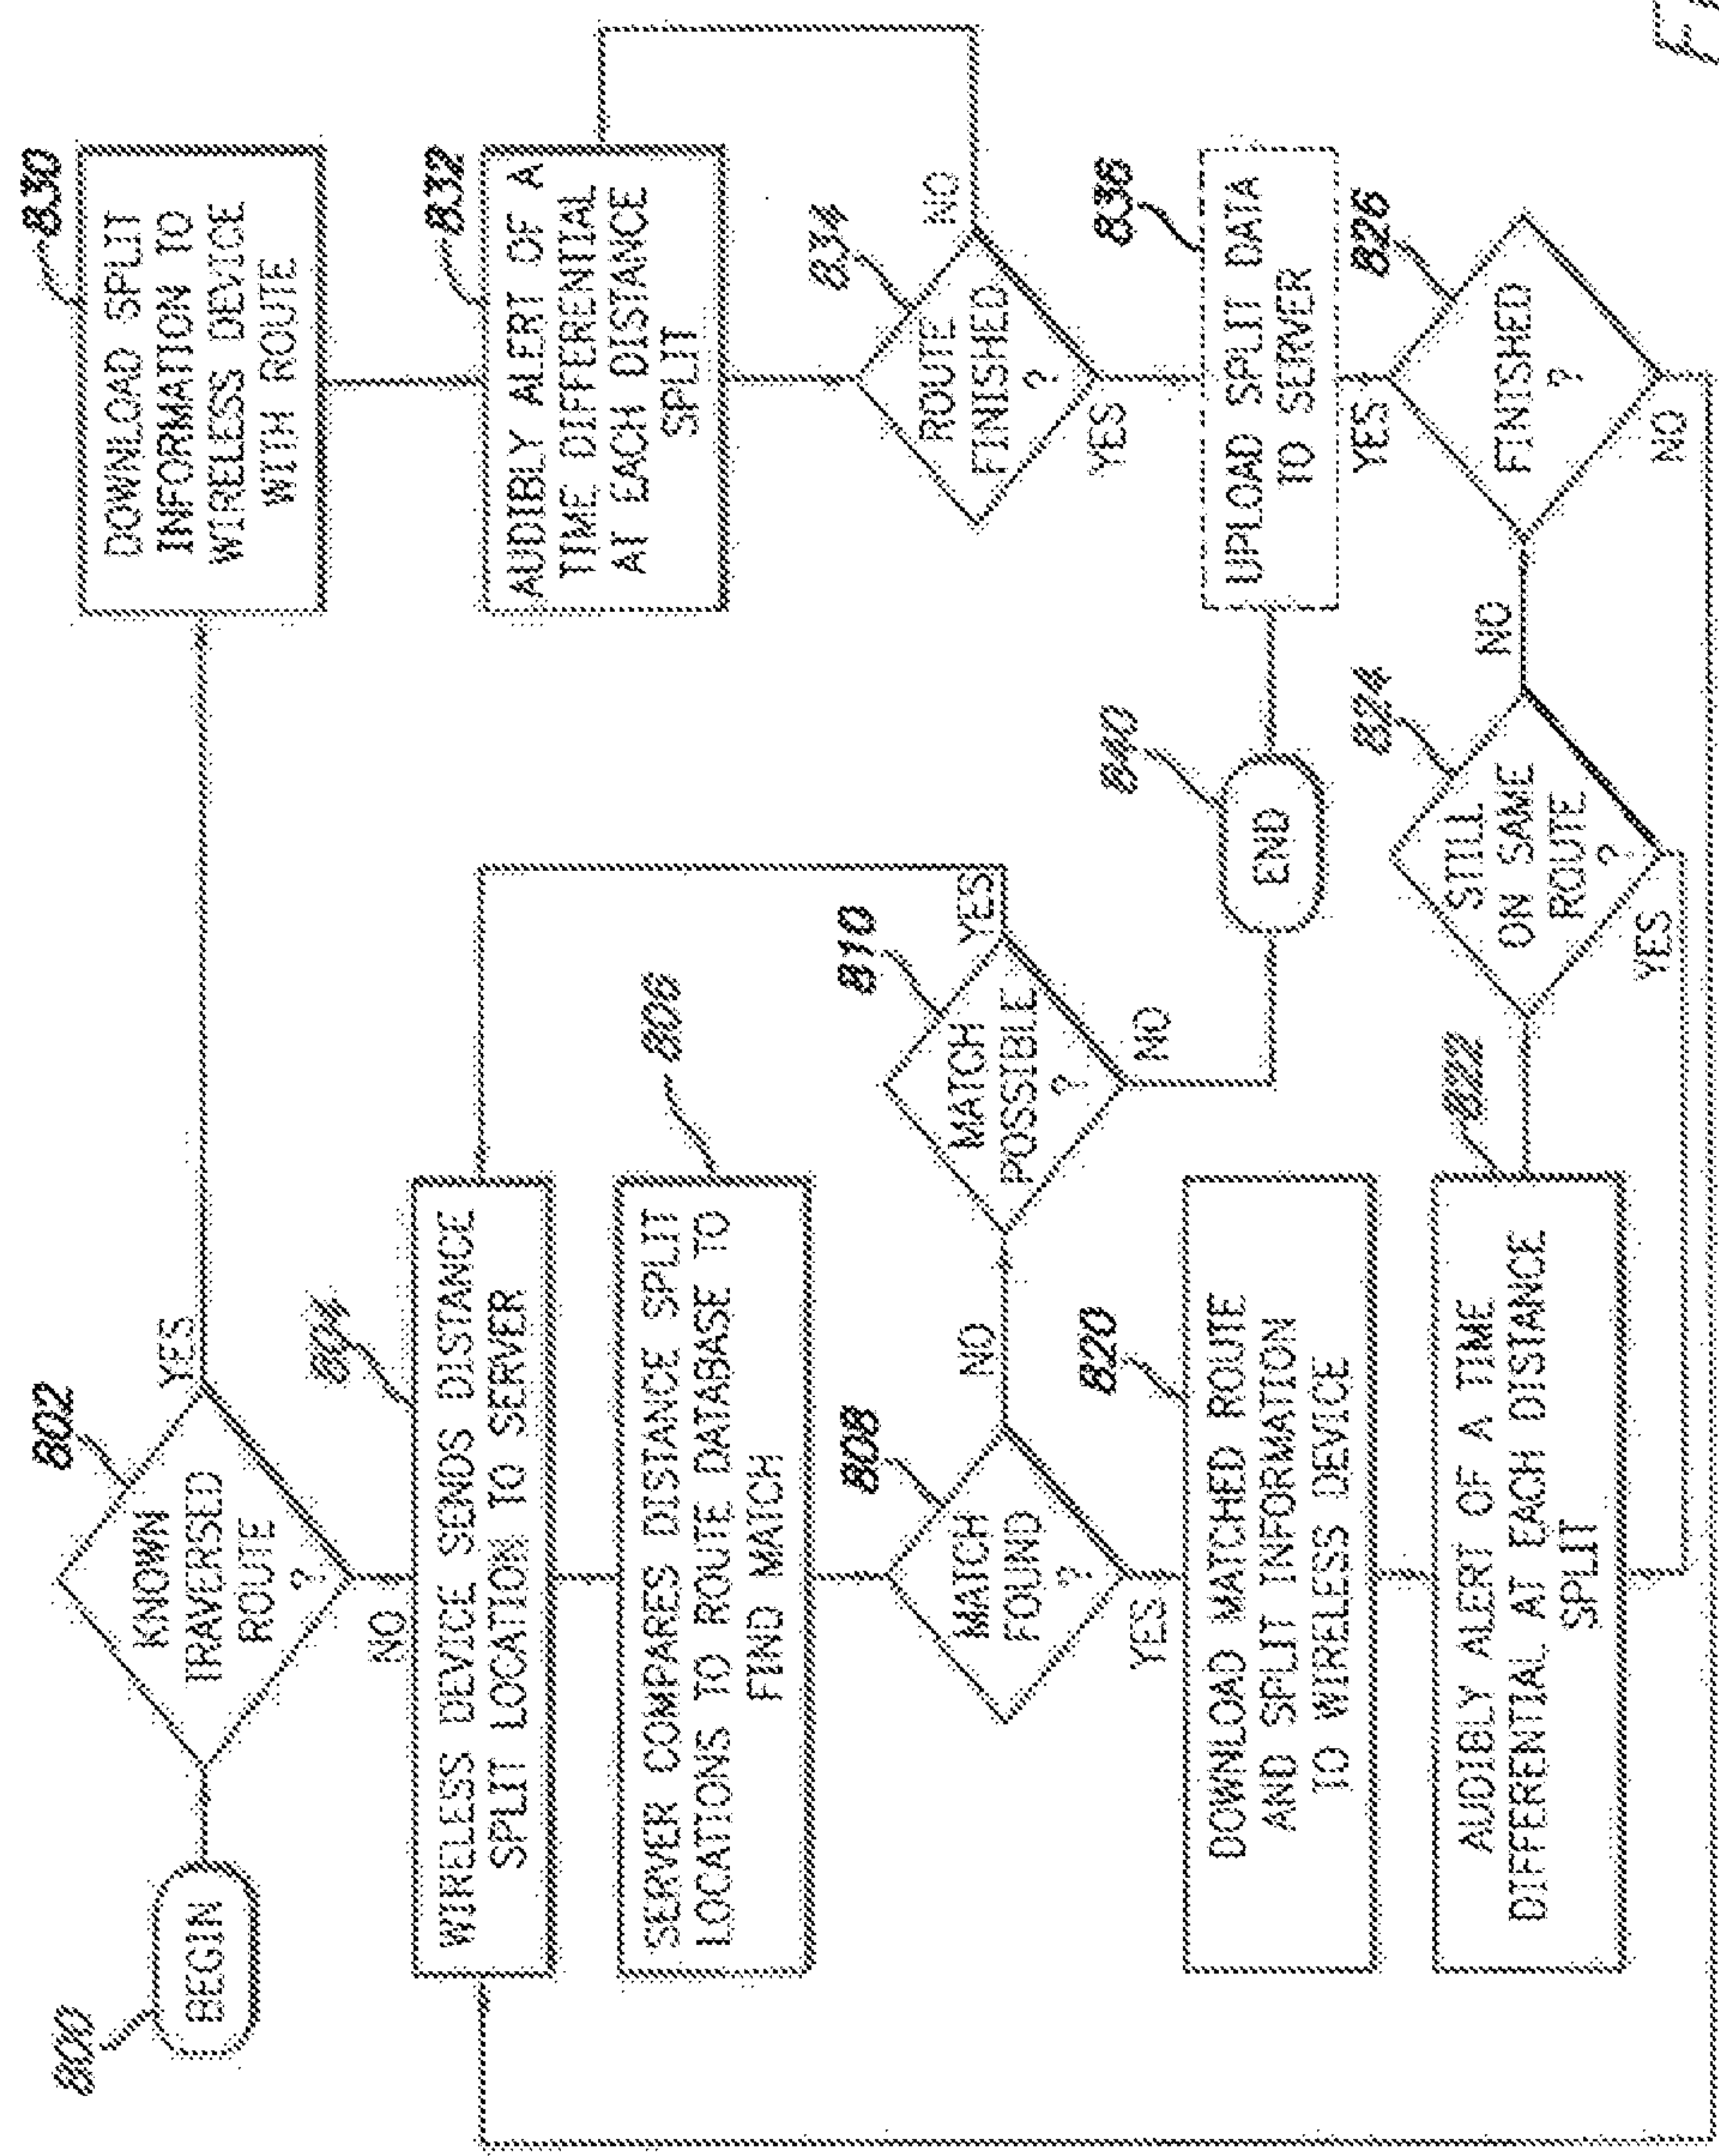 800
BEGIN
802
KNOWN
TRAVERSED
ROUTE
?
YES
NO
804
WIRELESS DEVICE SENDS DISTANCE
SPLIT LOCATION TO SERVER
806
SERVER COMPARES DISTANCE SPLIT
LOCATIONS TO ROUTE DATABASE TO
FIND MATCH
808
MATCH
FOUND
?
NO
YES
810
MATCH
POSSIBLE
?
YES
NO
820
DOWNLOAD MATCHED ROUTE
AND SPLIT INFORMATION
TO WIRELESS DEVICE
822
AUDIBLY ALERT OF A TIME
DIFFERENTIAL AT EACH DISTANCE
SPLIT
824
STILL
ON SAME
ROUTE
?
YES
NO
826
FINISHED
?
YES
NO
830
DOWNLOAD SPLIT
INFORMATION TO
WIRELESS DEVICE
WITH ROUTE
832
AUDIBLY ALERT OF A
TIME DIFFERENTIAL
AT EACH DISTANCE
SPLIT
834
ROUTE
FINISHED
?
NO
YES
836
UPLOAD SPLIT DATA
TO SERVER
840
END